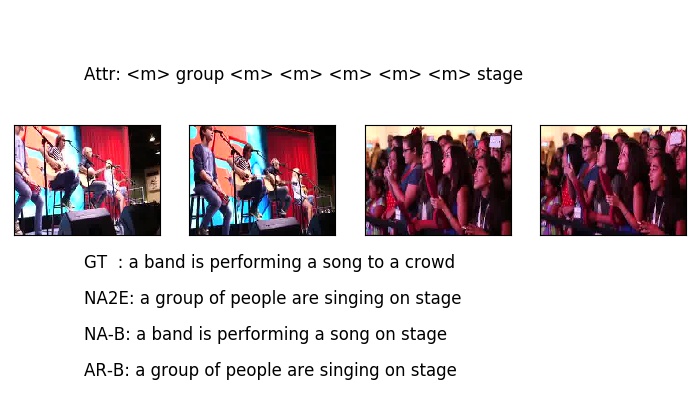 Attr: <m> group <m> <m> <m> <m> <m> stage
GT : a band is performing a song to a crowd
NA2E: a group of people are singing on stage
NA-B: a band is performing a song on stage
AR-B: a group of people are singing on stage